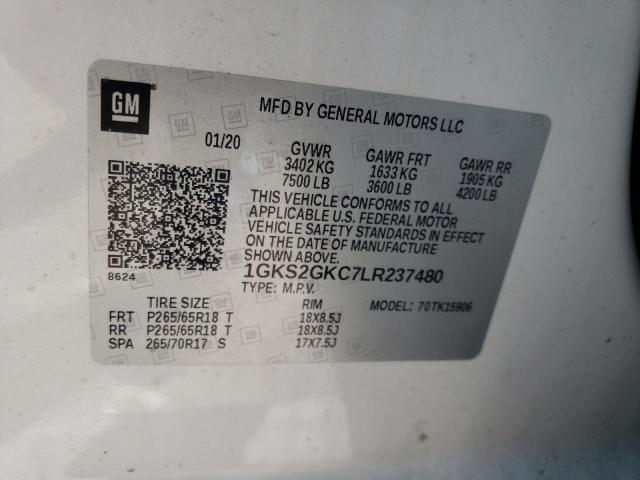 GM
MFD BY GENERAL MOTORS LLC
01/20 GVWR GAWR FRT GAWR RR
3402 KG 1633 KG 1905 KG
7500 LB 3600 LB 4200 LB
THIS VEHICLE CONFORMS TO ALL
APPLICABLE U.S. FEDERAL MOTOR
VEHICLE SAFETY STANDARDS IN EFFECT
ON THE DATE OF MANUFACTURE
SHOWN ABOVE.
8624 1GKS2GKC7LR237480
TYPE: M.P.V. MODEL: 70TK15906
TIRE SIZE RIM
FRT P265/65R18 T 18X8.5J
RR P265/65R18 T 18X8.5J
SPA 265/70R17 S 17X7.5J